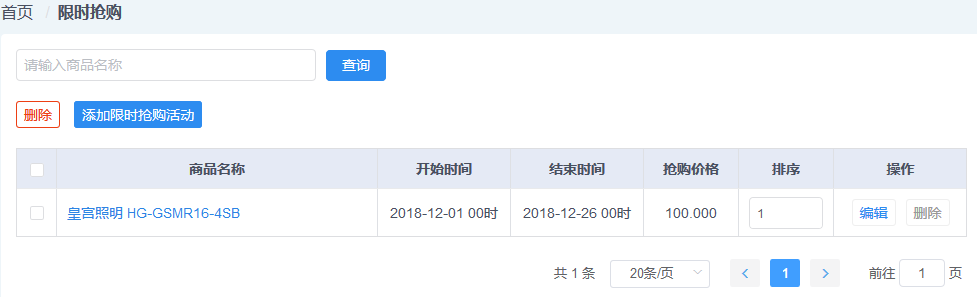 首页 / 限时抢购
请输入商品名称 查询
删除 添加限时抢购活动
商品名称 开始时间 结束时间 抢购价格 排序 操作
皇宫照明 HG-GSMR16-4SB 2018-12-01 00时 2018-12-26 00时 100.000 1 编辑 删除
共 1 条 20条/页 1 前往 1 页